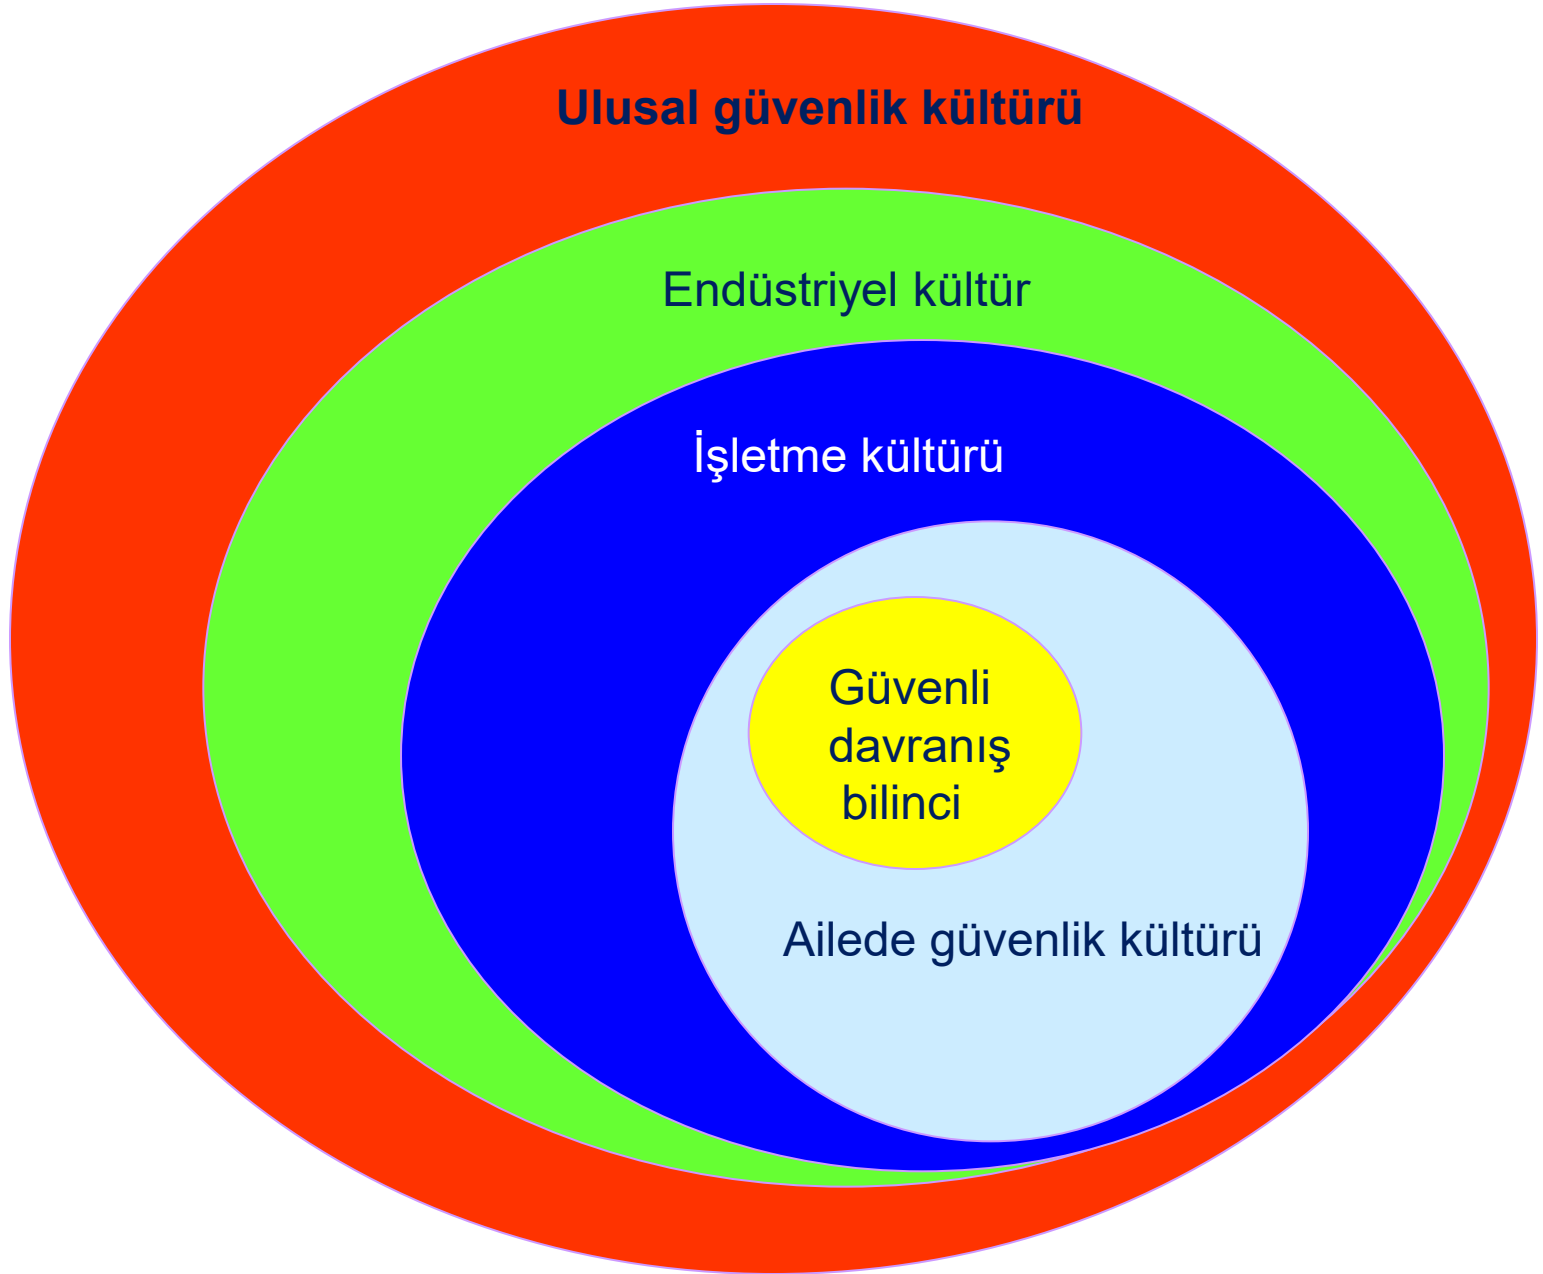 Ulusal güvenlik kültürü
Endüstriyel kültür
İşletme kültürü
Güvenli
davranış
bilinci
Ailede güvenlik kültürü